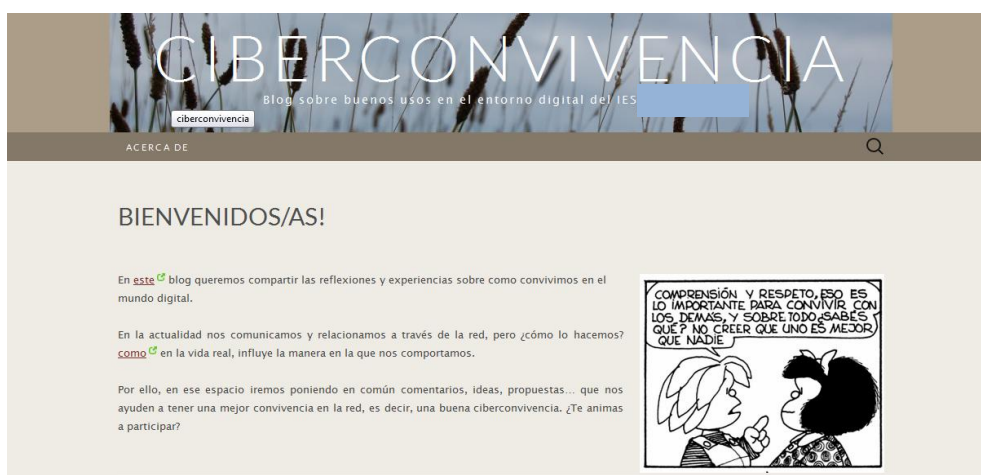 CIBERCONVIVENCIA
Blog sobre buenos usos en el entorno digital del IES
ciberconvivencia
ACERCA DE
BIENVENIDOS/AS!
En este blog queremos compartir las reflexiones y experiencias sobre como convivimos en el
mundo digital.
En la actualidad nos comunicamos y relacionamos a través de la red, pero ¿cómo lo hacemos?
como en la vida real, influye la manera en la que nos comportamos.
Por ello, en ese espacio iremos poniendo en común comentarios, ideas, propuestas... que nos
ayuden a tener una mejor convivencia en la red, es decir, una buena ciberconvivencia. ¿Te animas
a participar?
COMPRENSIÓN Y RESPETO, ESO ES
LO IMPORTANTE PARA CONVIVIR CON
LOS DEMÁS, Y SOBRE TODO ¿SABES
QUÉ? NO CREER QUE UNO ES MEJOR
QUE NADIE